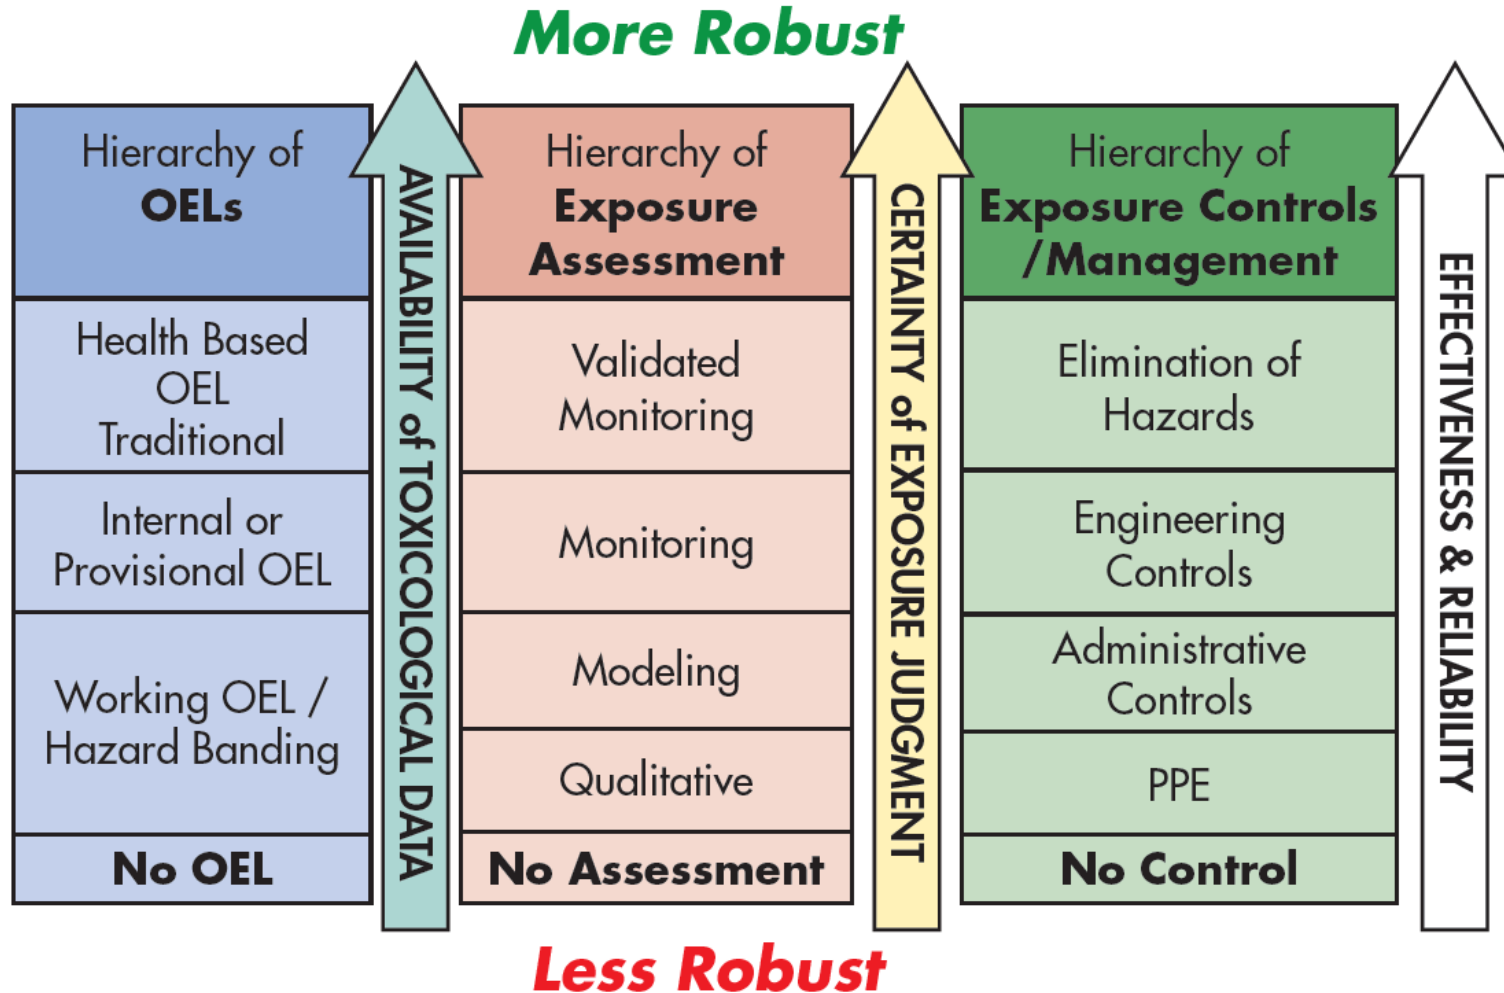 More Robust
Hierarchy of
OELs
Health Based
OEL
Traditional
Internal or
Provisional OEL
Working OEL /
Hazard Banding
No OEL
AVAILABILITY of TOXICOLOGICAL DATA
Hierarchy of
Exposure
Assessment
Validated
Monitoring
Monitoring
Modeling
Qualitative
No Assessment
CERTAINTY of EXPOSURE JUDGMENT
Hierarchy of
Exposure Controls
/Management
Elimination of
Hazards
Engineering
Controls
Administrative
Controls
PPE
No Control
EFFECTIVENESS & RELIABILITY
Less Robust